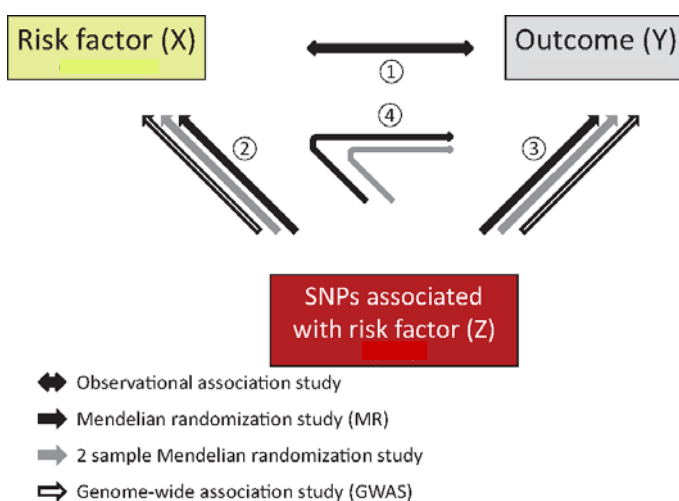 Risk factor (X)
Outcome (Y)
①
④
②
③
SNPs associated
with risk factor (Z)
Observational association study
Mendelian randomization study (MR)
2 sample Mendelian randomization study
Genome-wide association study (GWAS)